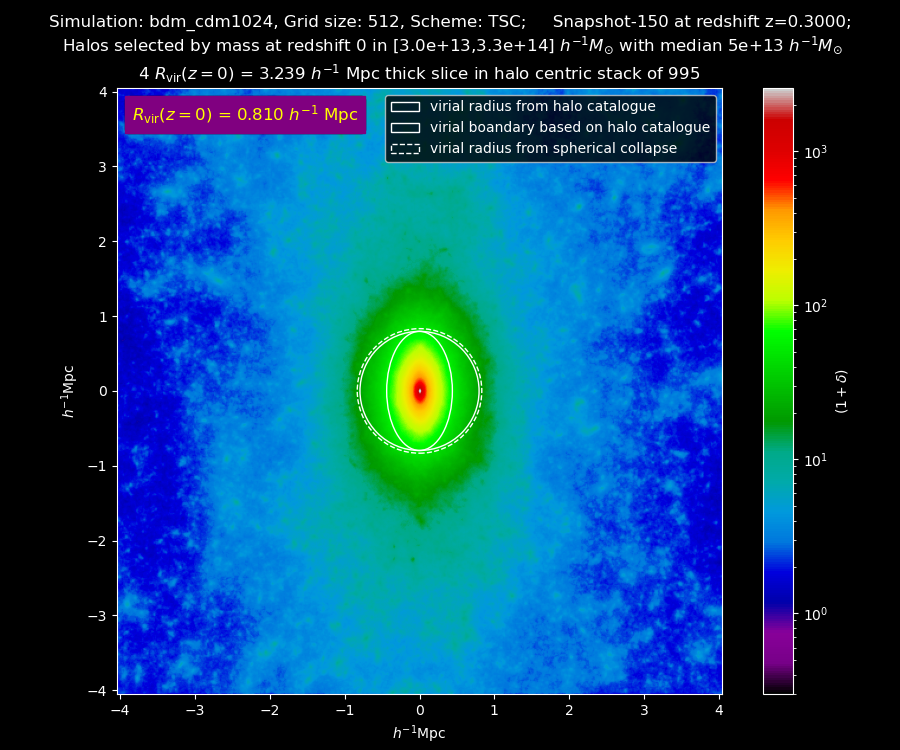 Simulation: bdm_cdm1024, Grid size: 512, Scheme: TSC; Snapshot-150 at redshift z=0.3000;
Halos selected by mass at redshift 0 in [3.0e+13,3.3e+14] h⁻¹M⊙ with median 5e+13 h⁻¹M⊙
4 Rvir(z = 0) = 3.239 h⁻¹ Mpc thick slice in halo centric stack of 995
Rvir(z = 0) = 0.810 h⁻¹ Mpc
virial radius from halo catalogue
virial boundary based on halo catalogue
virial radius from spherical collapse
4
3
2
1
0
−1
−2
−3
−4
h⁻¹Mpc
−4 −3 −2 −1 0 1 2 3 4
h⁻¹Mpc
10³
10²
10¹
10⁰
(1 + δ)